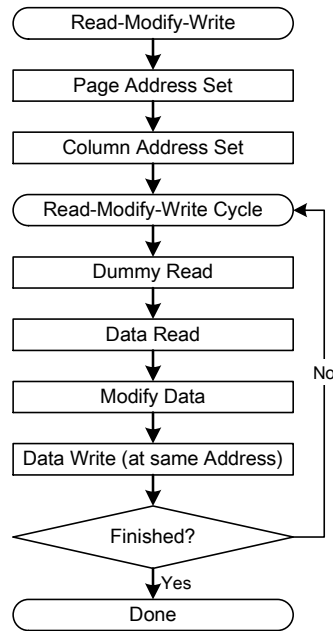 Read-Modify-Write
Page Address Set
Column Address Set
Read-Modify-Write Cycle
Dummy Read
Data Read
No
Modify Data
Data Write (at same Address)
Finished?
Yes
Done